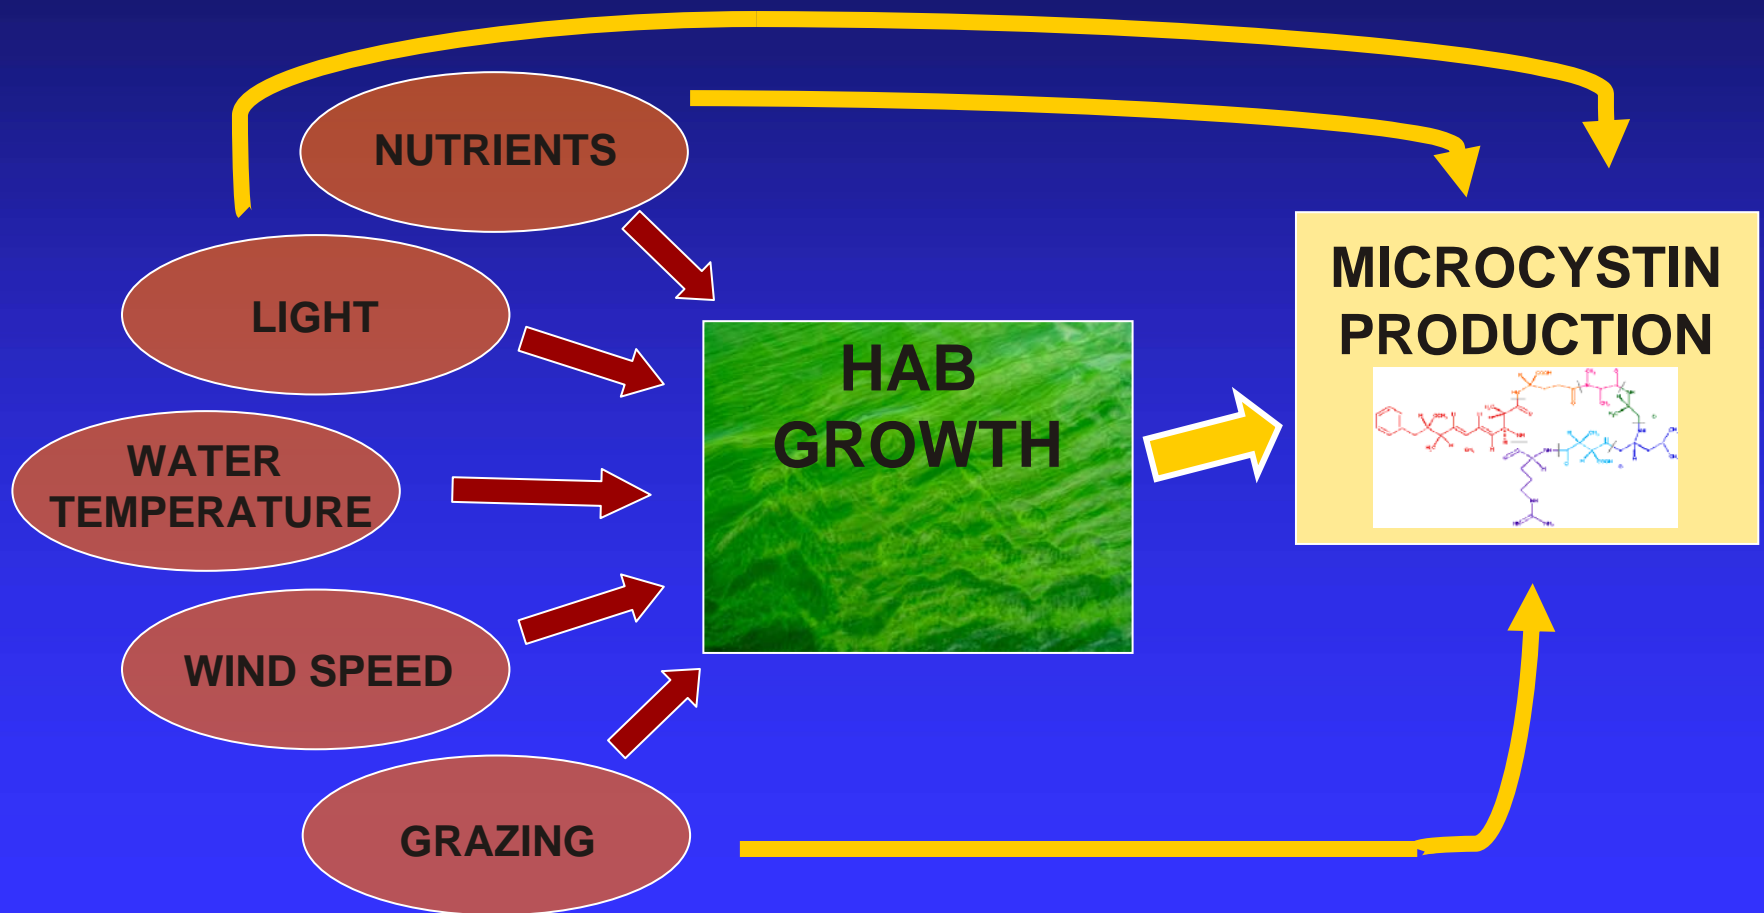 NUTRIENTS
LIGHT
WATER
TEMPERATURE
WIND SPEED
GRAZING
HAB
GROWTH
MICROCYSTIN
PRODUCTION